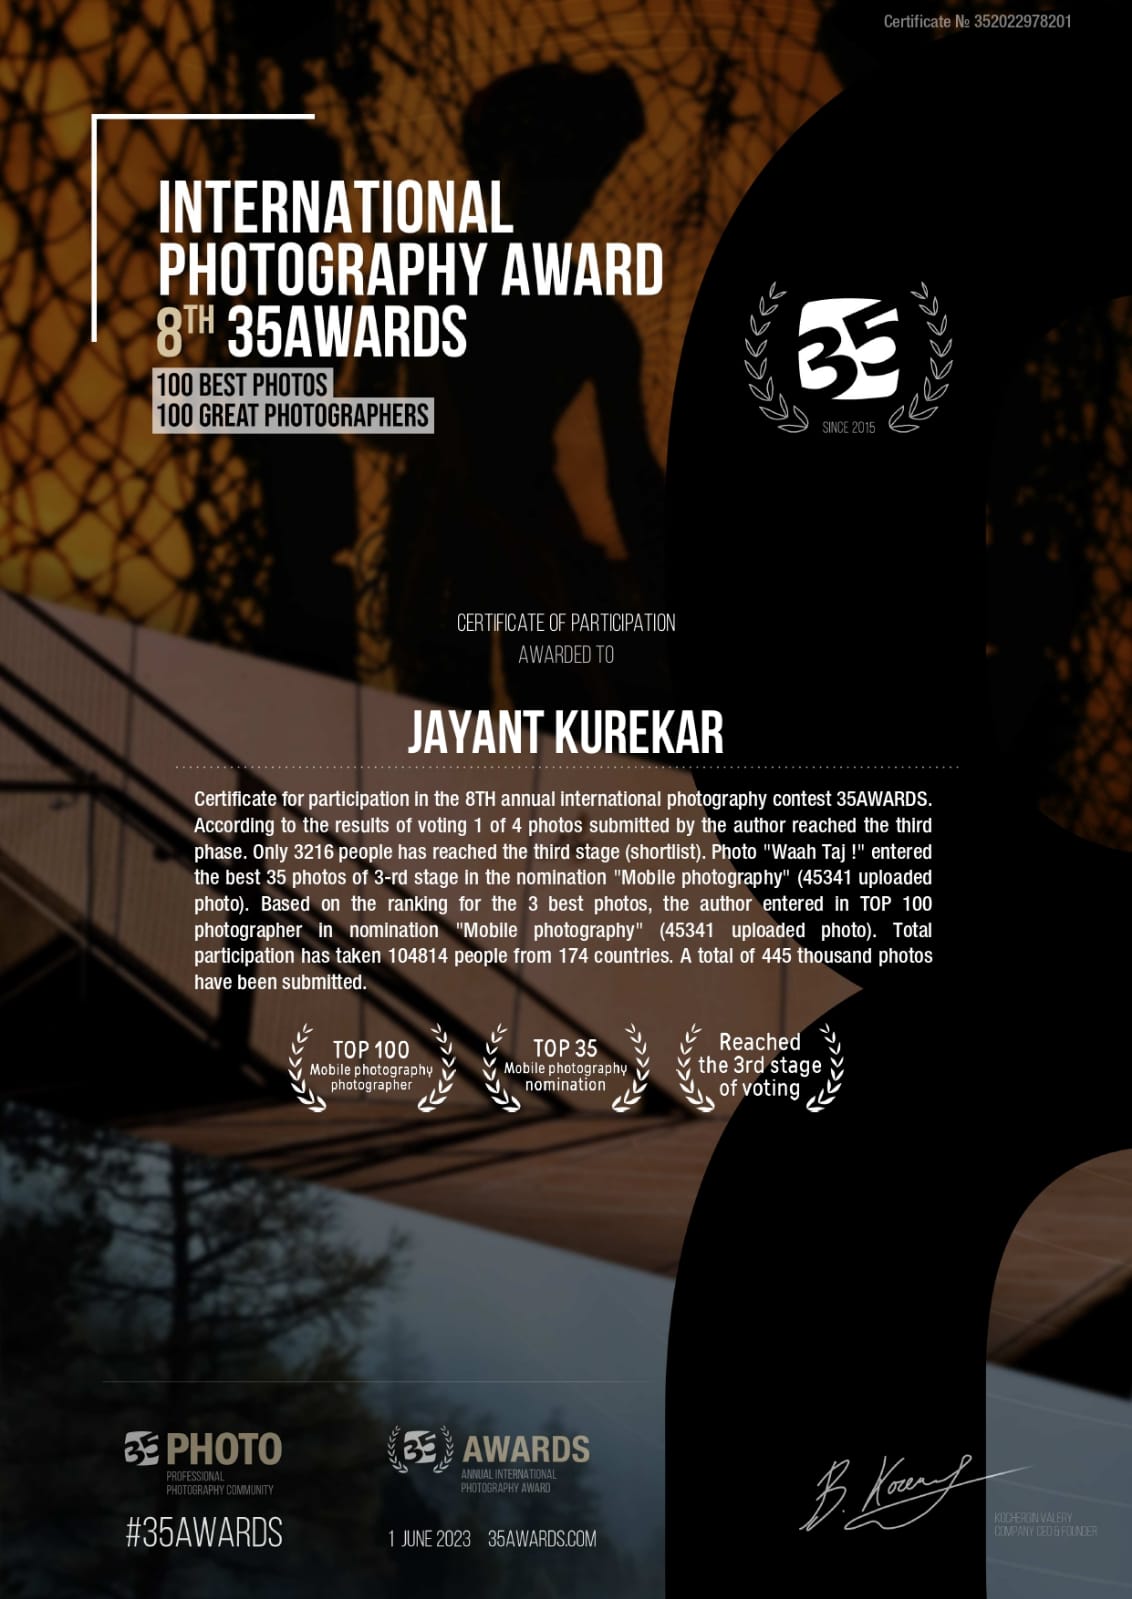 Certificate № 352022978201
INTERNATIONAL
PHOTOGRAPHY AWARD
8TH 35AWARDS
100 BEST PHOTOS
100 GREAT PHOTOGRAPHERS
35
SINCE 2015
CERTIFICATE OF PARTICIPATION
AWARDED TO
JAYANT KUREKAR
Certificate for participation in the 8TH annual international photography contest 35AWARDS.
According to the results of voting 1 of 4 photos submitted by the author reached the third
phase. Only 3216 people has reached the third stage (shortlist). Photo "Waah Taj !" entered
the best 35 photos of 3-rd stage in the nomination "Mobile photography" (45341 uploaded
photo). Based on the ranking for the 3 best photos, the author entered in TOP 100
photographer in nomination "Mobile photography" (45341 uploaded photo). Total
participation has taken 104814 people from 174 countries. A total of 445 thousand photos
have been submitted.
TOP 100
Mobile photography
photographer
TOP 35
Mobile photography
nomination
Reached
the 3rd stage
of voting
35 PHOTO
PROFESSIONAL
PHOTOGRAPHY COMMUNITY
#35AWARDS
35 AWARDS
ANNUAL INTERNATIONAL
PHOTOGRAPHY AWARD
1 JUNE 2023 35AWARDS.COM
KOCHERGIN VALERY
COMPANY CEO & FOUNDER